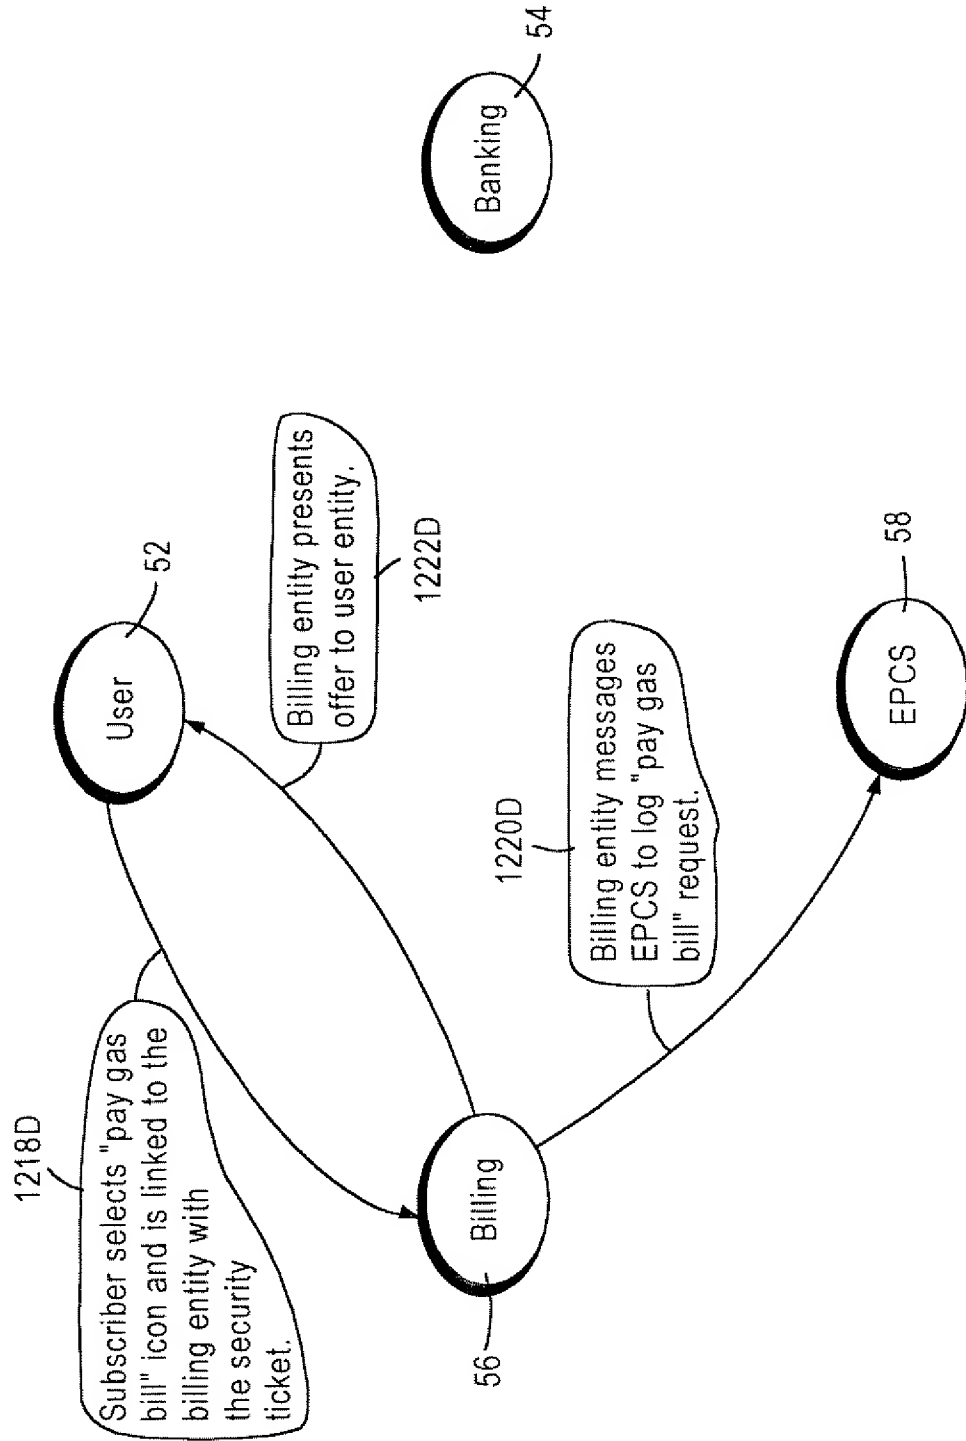 User
52
1218D
Subscriber selects "pay gas
bill" icon and is linked to the
billing entity with
the security
ticket.
Billing entity presents
offer to user entity.
1222D
Billing
56
Banking
54
1220D
Billing entity messages
EPCS to log "pay gas
bill" request.
EPCS
58